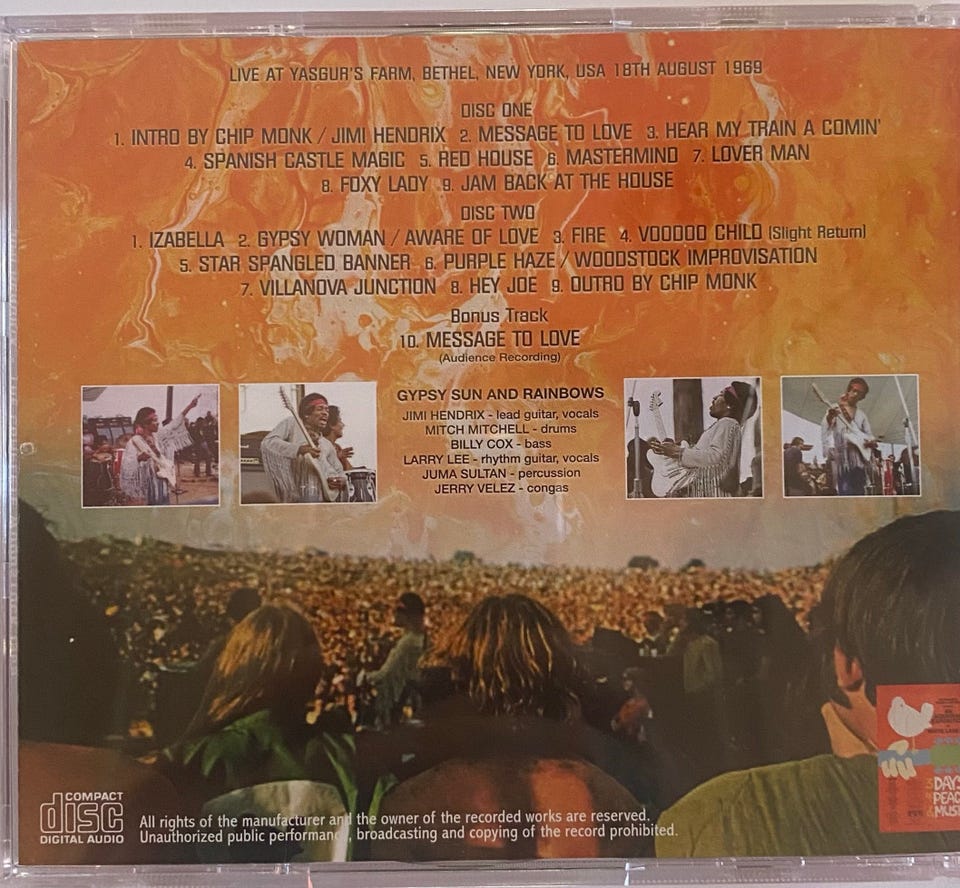 LIVE AT YASGUR'S FARM, BETHEL, NEW YORK, USA 18TH AUGUST 1969
DISC ONE
1. INTRO BY CHIP MONK / JIMI HENDRIX 2. MESSAGE TO LOVE 3. HEAR MY TRAIN A COMIN'
4. SPANISH CASTLE MAGIC 5. RED HOUSE 6. MASTERMIND 7. LOVER MAN
8. FOXY LADY 9. JAM BACK AT THE HOUSE
DISC TWO
1. IZABELLA 2. GYPSY WOMAN / AWARE OF LOVE 3. FIRE 4. VOODOO CHILD (Slight Return)
5. STAR SPANGLED BANNER 6. PURPLE HAZE / WOODSTOCK IMPROVISATION
7. VILLANOVA JUNCTION 8. HEY JOE 9. OUTRO BY CHIP MONK
Bonus Track
10. MESSAGE TO LOVE
(Audience Recording)
GYPSY SUN AND RAINBOWS
JIMI HENDRIX - lead guitar, vocals
MITCH MITCHELL - drums
BILLY COX - bass
LARRY LEE - rhythm guitar, vocals
JUMA SULTAN - percussion
JERRY VELEZ - congas
3 DAYS
PEAC
MUSI
COMPACT
disc
DIGITAL AUDIO
All rights of the manufacturer and the owner of the recorded works are reserved.
Unauthorized public performanc , broadcasting and copying of the record prohibited.